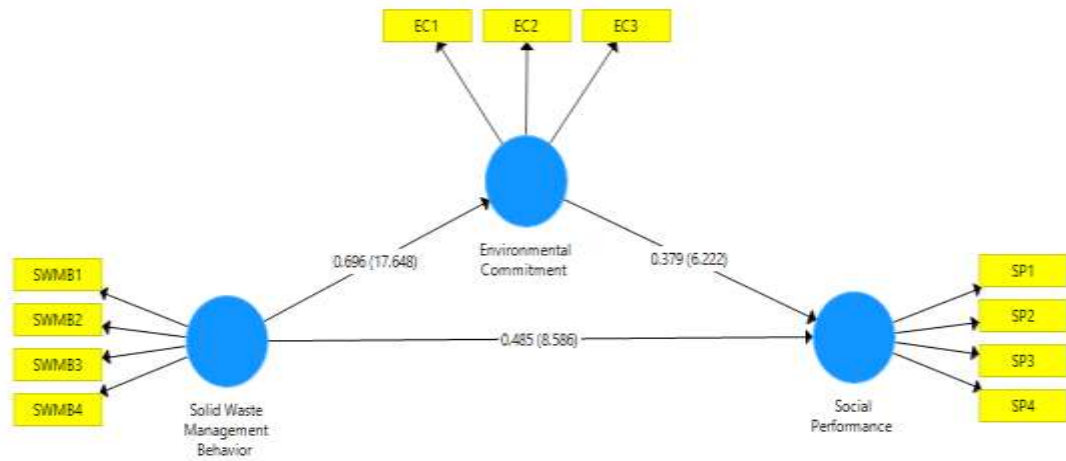 EC1 EC2 EC3
Environmental
Commitment
0.696 (17.648)
0.379 (6.222)
SWMB1
SWMB2
SWMB3
SWMB4
0.485 (8.586)
SP1
SP2
SP3
SP4
Solid Waste
Management
Behavior
Social
Performance